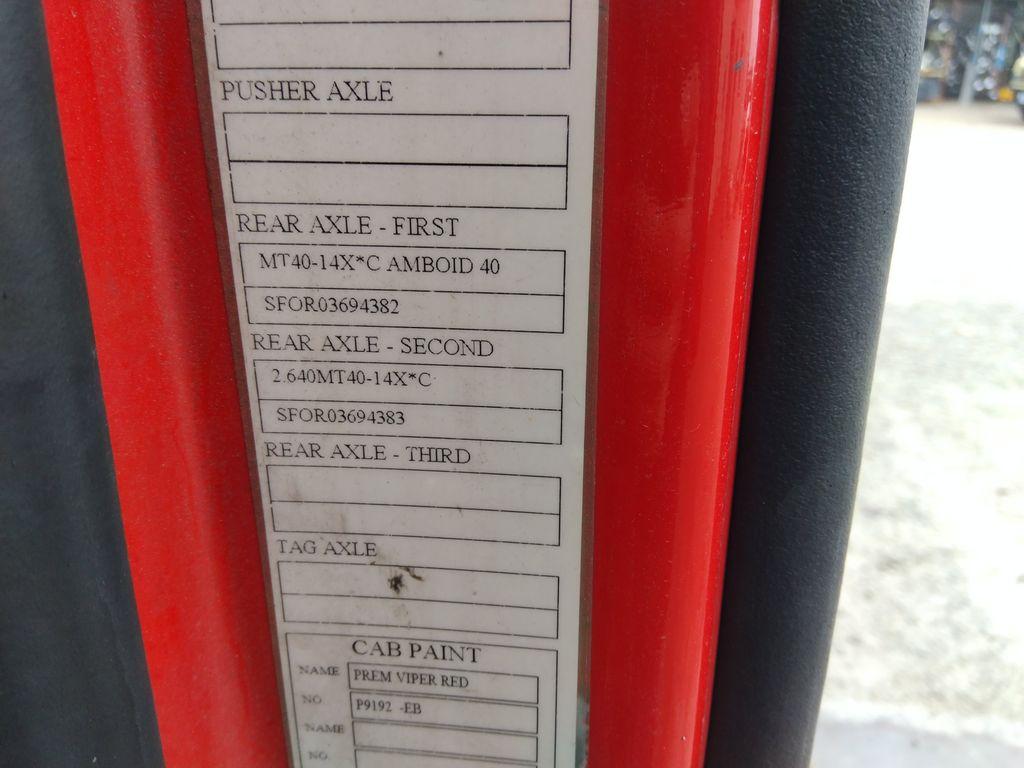 PUSHER AXLE
REAR AXLE - FIRST
MT40-14X*C AMBOID 40
SFOR03694382
REAR AXLE - SECOND
2.640MT40-14X*C
SFOR03694383
REAR AXLE - THIRD
TAG AXLE
CAB PAINT
NAME PREM VIPER RED
NO. P9192 -EB
NAME
NO.